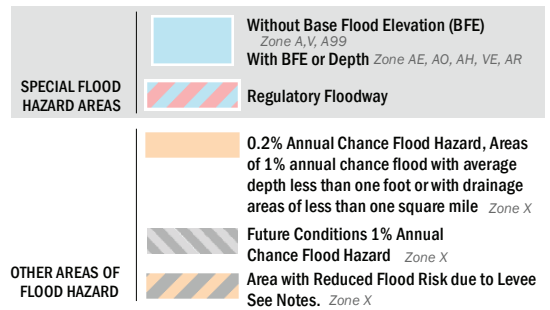 Without Base Flood Elevation (BFE)
Zone A,V, A99
With BFE or Depth Zone AE, AO, AH, VE, AR
SPECIAL FLOOD
HAZARD AREAS
Regulatory Floodway
0.2% Annual Chance Flood Hazard, Areas
of 1% annual chance flood with average
depth less than one foot or with drainage
areas of less than one square mile Zone X
Future Conditions 1% Annual
Chance Flood Hazard Zone X
OTHER AREAS OF
FLOOD HAZARD
Area with Reduced Flood Risk due to Levee
See Notes. Zone X